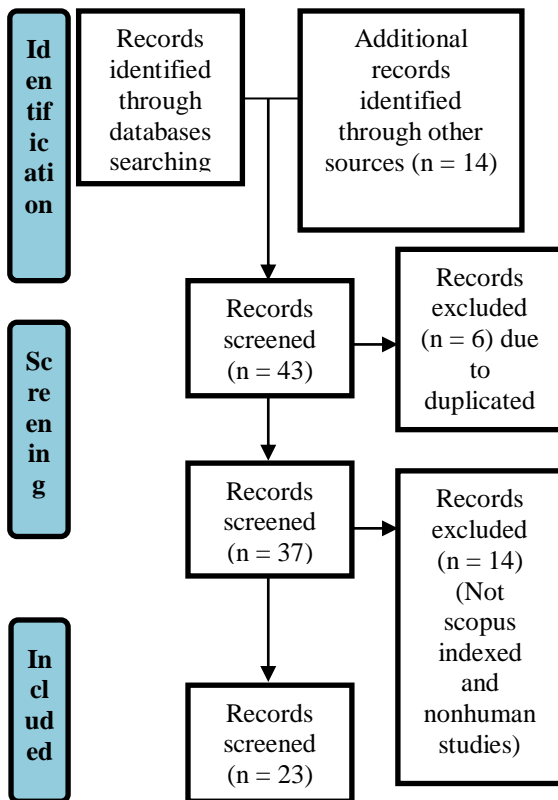 Id
en
tif
ic
ati
on
Records
identified
through
databases
searching
Additional
records
identified
through other
sources (n = 14)
Records
screened
(n = 43)
Records
excluded
(n = 6) due
to
duplicated
Sc
re
en
in
g
Records
screened
(n = 37)
Records
excluded
(n = 14)
(Not
scopus
indexed
and
nonhuman
studies)
In
cl
ud
ed
Records
screened
(n = 23)